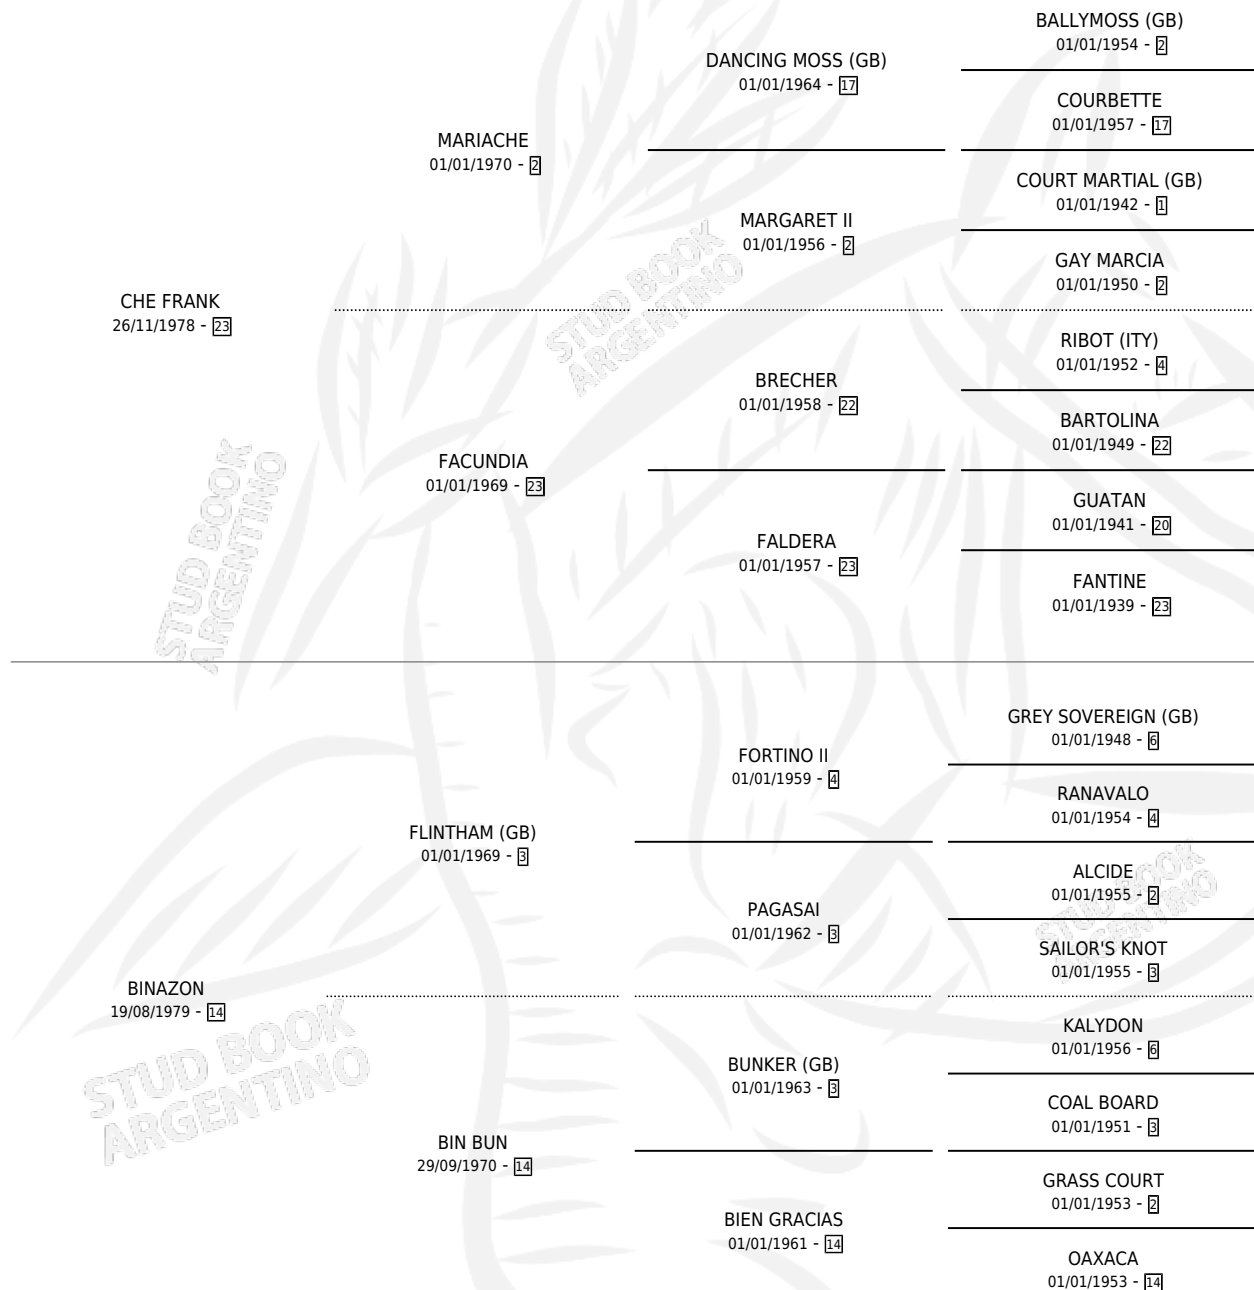 BALLYMOSS (GB)
01/01/1954 - 2
DANCING MOSS (GB)
01/01/1964 - 17
COURBETTE
01/01/1957 - 17
MARIACHE
01/01/1970 - 2
COURT MARTIAL (GB)
01/01/1942 - 1
MARGARET II
01/01/1956 - 2
GAY MARCIA
01/01/1950 - 2
CHE FRANK
26/11/1978 - 23
RIBOT (ITY)
01/01/1952 - 4
BRECHER
01/01/1958 - 22
BARTOLINA
01/01/1949 - 22
FACUNDIA
01/01/1969 - 23
GUATAN
01/01/1941 - 20
FALDERA
01/01/1957 - 23
FANTINE
01/01/1939 - 23
GREY SOVEREIGN (GB)
01/01/1948 - 6
FORTINO II
01/01/1959 - 4
RANAVALO
01/01/1954 - 4
FLINTHAM (GB)
01/01/1969 - 3
ALCIDE
01/01/1955 - 2
PAGASAI
01/01/1962 - 3
SAILOR'S KNOT
01/01/1955 - 3
BINAZON
19/08/1979 - 14
KALYDON
01/01/1956 - 6
BUNKER (GB)
01/01/1963 - 3
COAL BOARD
01/01/1951 - 3
BIN BUN
29/09/1970 - 14
GRASS COURT
01/01/1953 - 2
BIEN GRACIAS
01/01/1961 - 14
OAXACA
01/01/1953 - 14
STUD BOOK
ARGENTINO
STUD BOOK
ARGENTINO
STUD BOOK
ARGENTINO
STUD BOOK
ARGENTINO